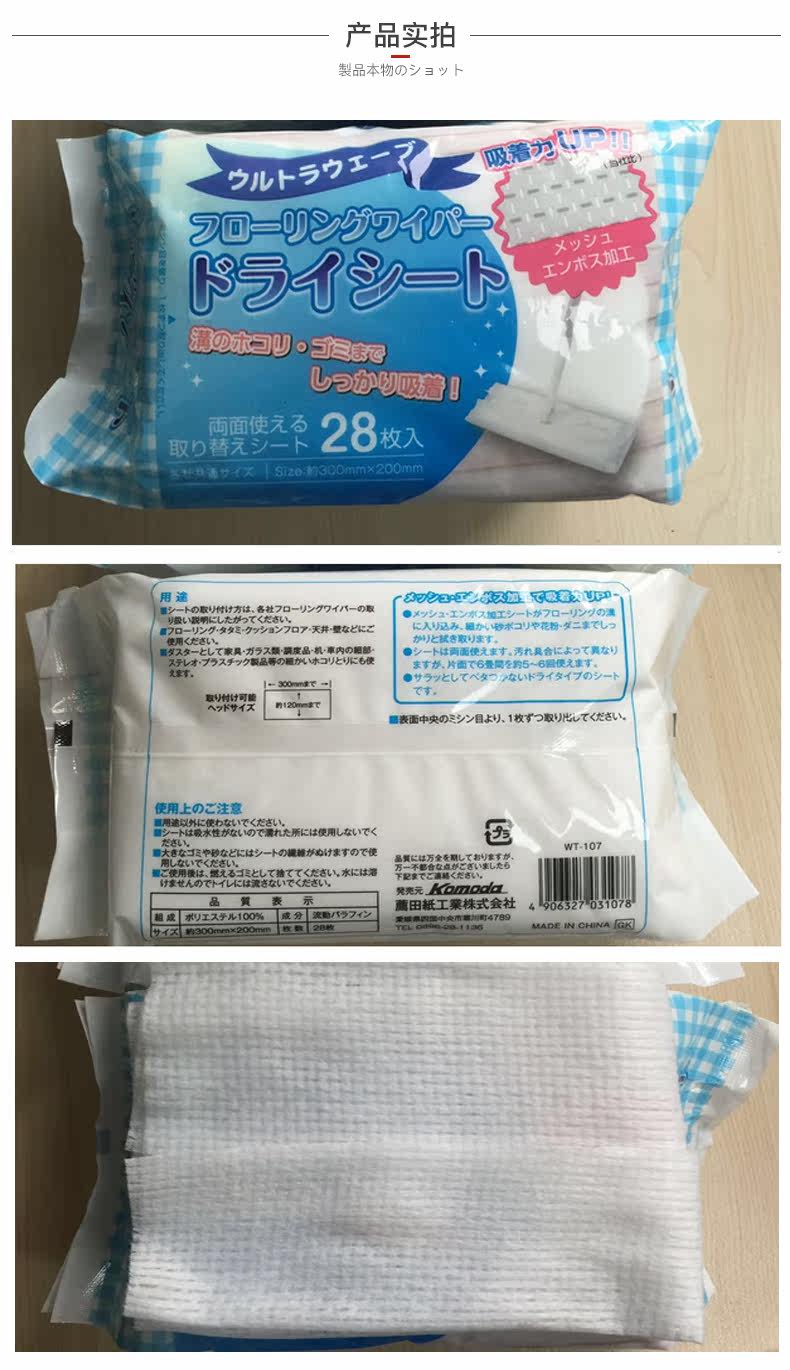 产品实拍
製品本物のショット
ウルトラウェーブ
吸着力UP!!
(当社比)
メッシュ
エンボス加工
フローリングワイパー
ドライシート
溝のホコリ・ゴミまで
しっかり吸着！
両面使える
取り替えシート 28枚入
各社共通サイズ Size:約300mm×200mm
用途
■シートの取り付け方は、各社フローリングワイパーの取
り扱い説明にしたがってください。
■フローリング・タタミ・クッションフロア・天井・壁などにご
使用ください。
■ダスターとして家具・ガラス類・調度品・机・車内の細部・
ステレオ・プラスチック製品等の細かいホコリとりにも使
えます。
取り付け可能
ヘッドサイズ
300mmまで
約120mmまで
メッシュ・エンボス加工で吸着力UP!
●メッシュ・エンボス加工シートがフローリングの溝
に入り込み、細かい砂ボコリや花粉・ダニまでしっ
かりと拭き取ります。
●シートは両面使えます。汚れ具合によって異なり
ますが、片面で6畳間を約5~6回使えます。
●サラッとしてベタつかないドライタイプのシート
です。
■表面中央のミシン目より、1枚ずつ取り出してください。
使用上のご注意
■用途以外に使わないでください。
■シートは吸水性がないので濡れた所には使用しないでく
ださい。
■大きなゴミや砂などにはシートの繊維がぬけますので使
用しないでください。
■ご使用後は、燃えるゴミとして捨ててください。水には溶
けませんのでトイレには流さないでください。
品質表示
組成 ポリエステル100% 成分 流動パラフィン
サイズ 約300mm×200mm 枚数 28枚
プラ
品質には万全を期しておりますが、
万一不都合な点がございましたら
下記までご連絡ください。
発売元 Komoda
薦田紙工業株式会社
愛媛県四国中央市寒川町4789
TEL 0896-25-1136
WT-107
4 906327 031078
MADE IN CHINA GK